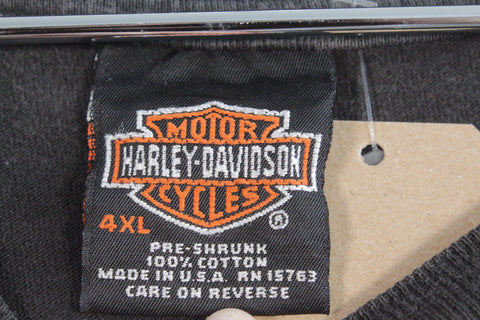 MOTOR
HARLEY-DAVIDSON
CYCLES
®
4XL
PRE-SHRUNK
100% COTTON
MADE IN U.S.A. RN 15763
CARE ON REVERSE